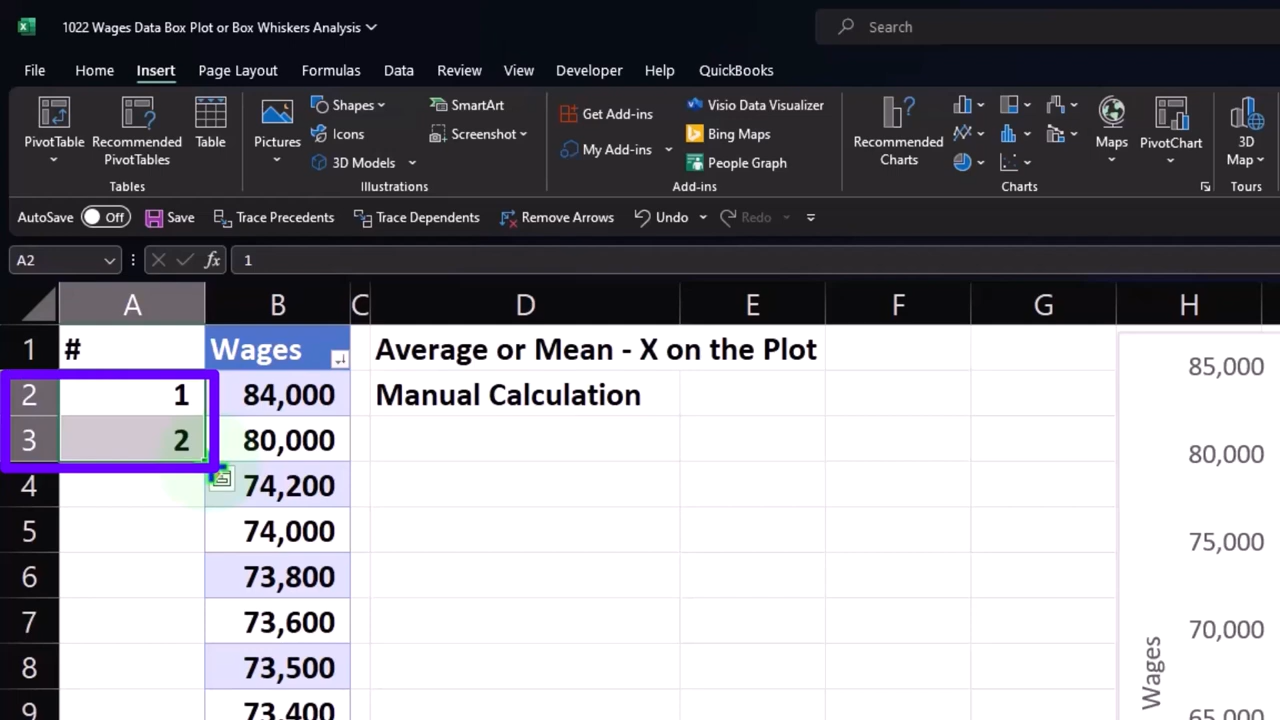 1022 Wages Data Box Plot or Box Whiskers Analysis
Search
File Home Insert Page Layout Formulas Data Review View Developer Help QuickBooks
PivotTable
Recommended PivotTables
Table
Tables
Pictures
Shapes
Icons
3D Models
SmartArt
Screenshot
Illustrations
Get Add-ins
My Add-ins
Visio Data Visualizer
Bing Maps
People Graph
Add-ins
Recommended Charts
Maps
PivotChart
Charts
3D Map
Tours
AutoSave Off Save Trace Precedents Trace Dependents Remove Arrows Undo Redo
A2 fx 1
A B C D E F G H
1 # Wages Average or Mean - X on the Plot
2 1 84,000 Manual Calculation
3 2 80,000
4 74,200
5 74,000
6 73,800
7 73,600
8 73,500
9 73,400
85,000
80,000
75,000
70,000
65,000
Wages